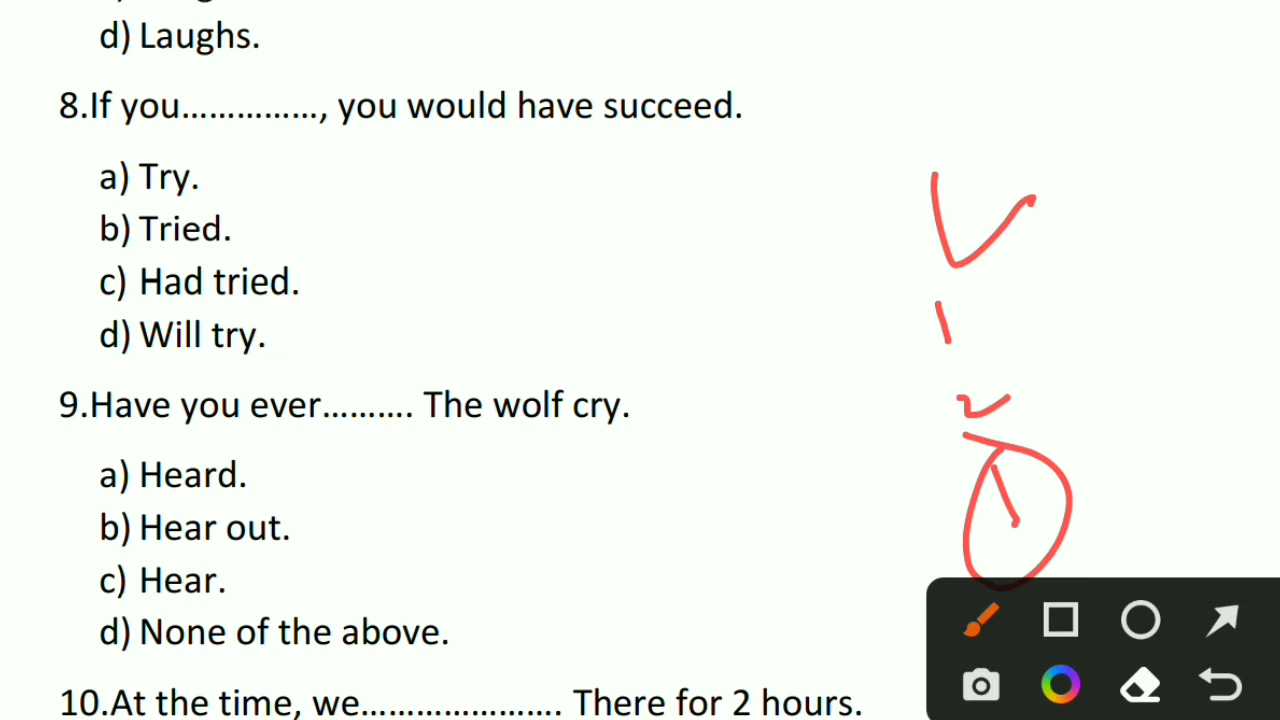 d) Laughs.
8.If you……………, you would have succeed.
a) Try.
b) Tried.
c) Had tried.
d) Will try.
9.Have you ever………. The wolf cry.
a) Heard.
b) Hear out.
c) Hear.
d) None of the above.
10.At the time, we…………………. There for 2 hours.